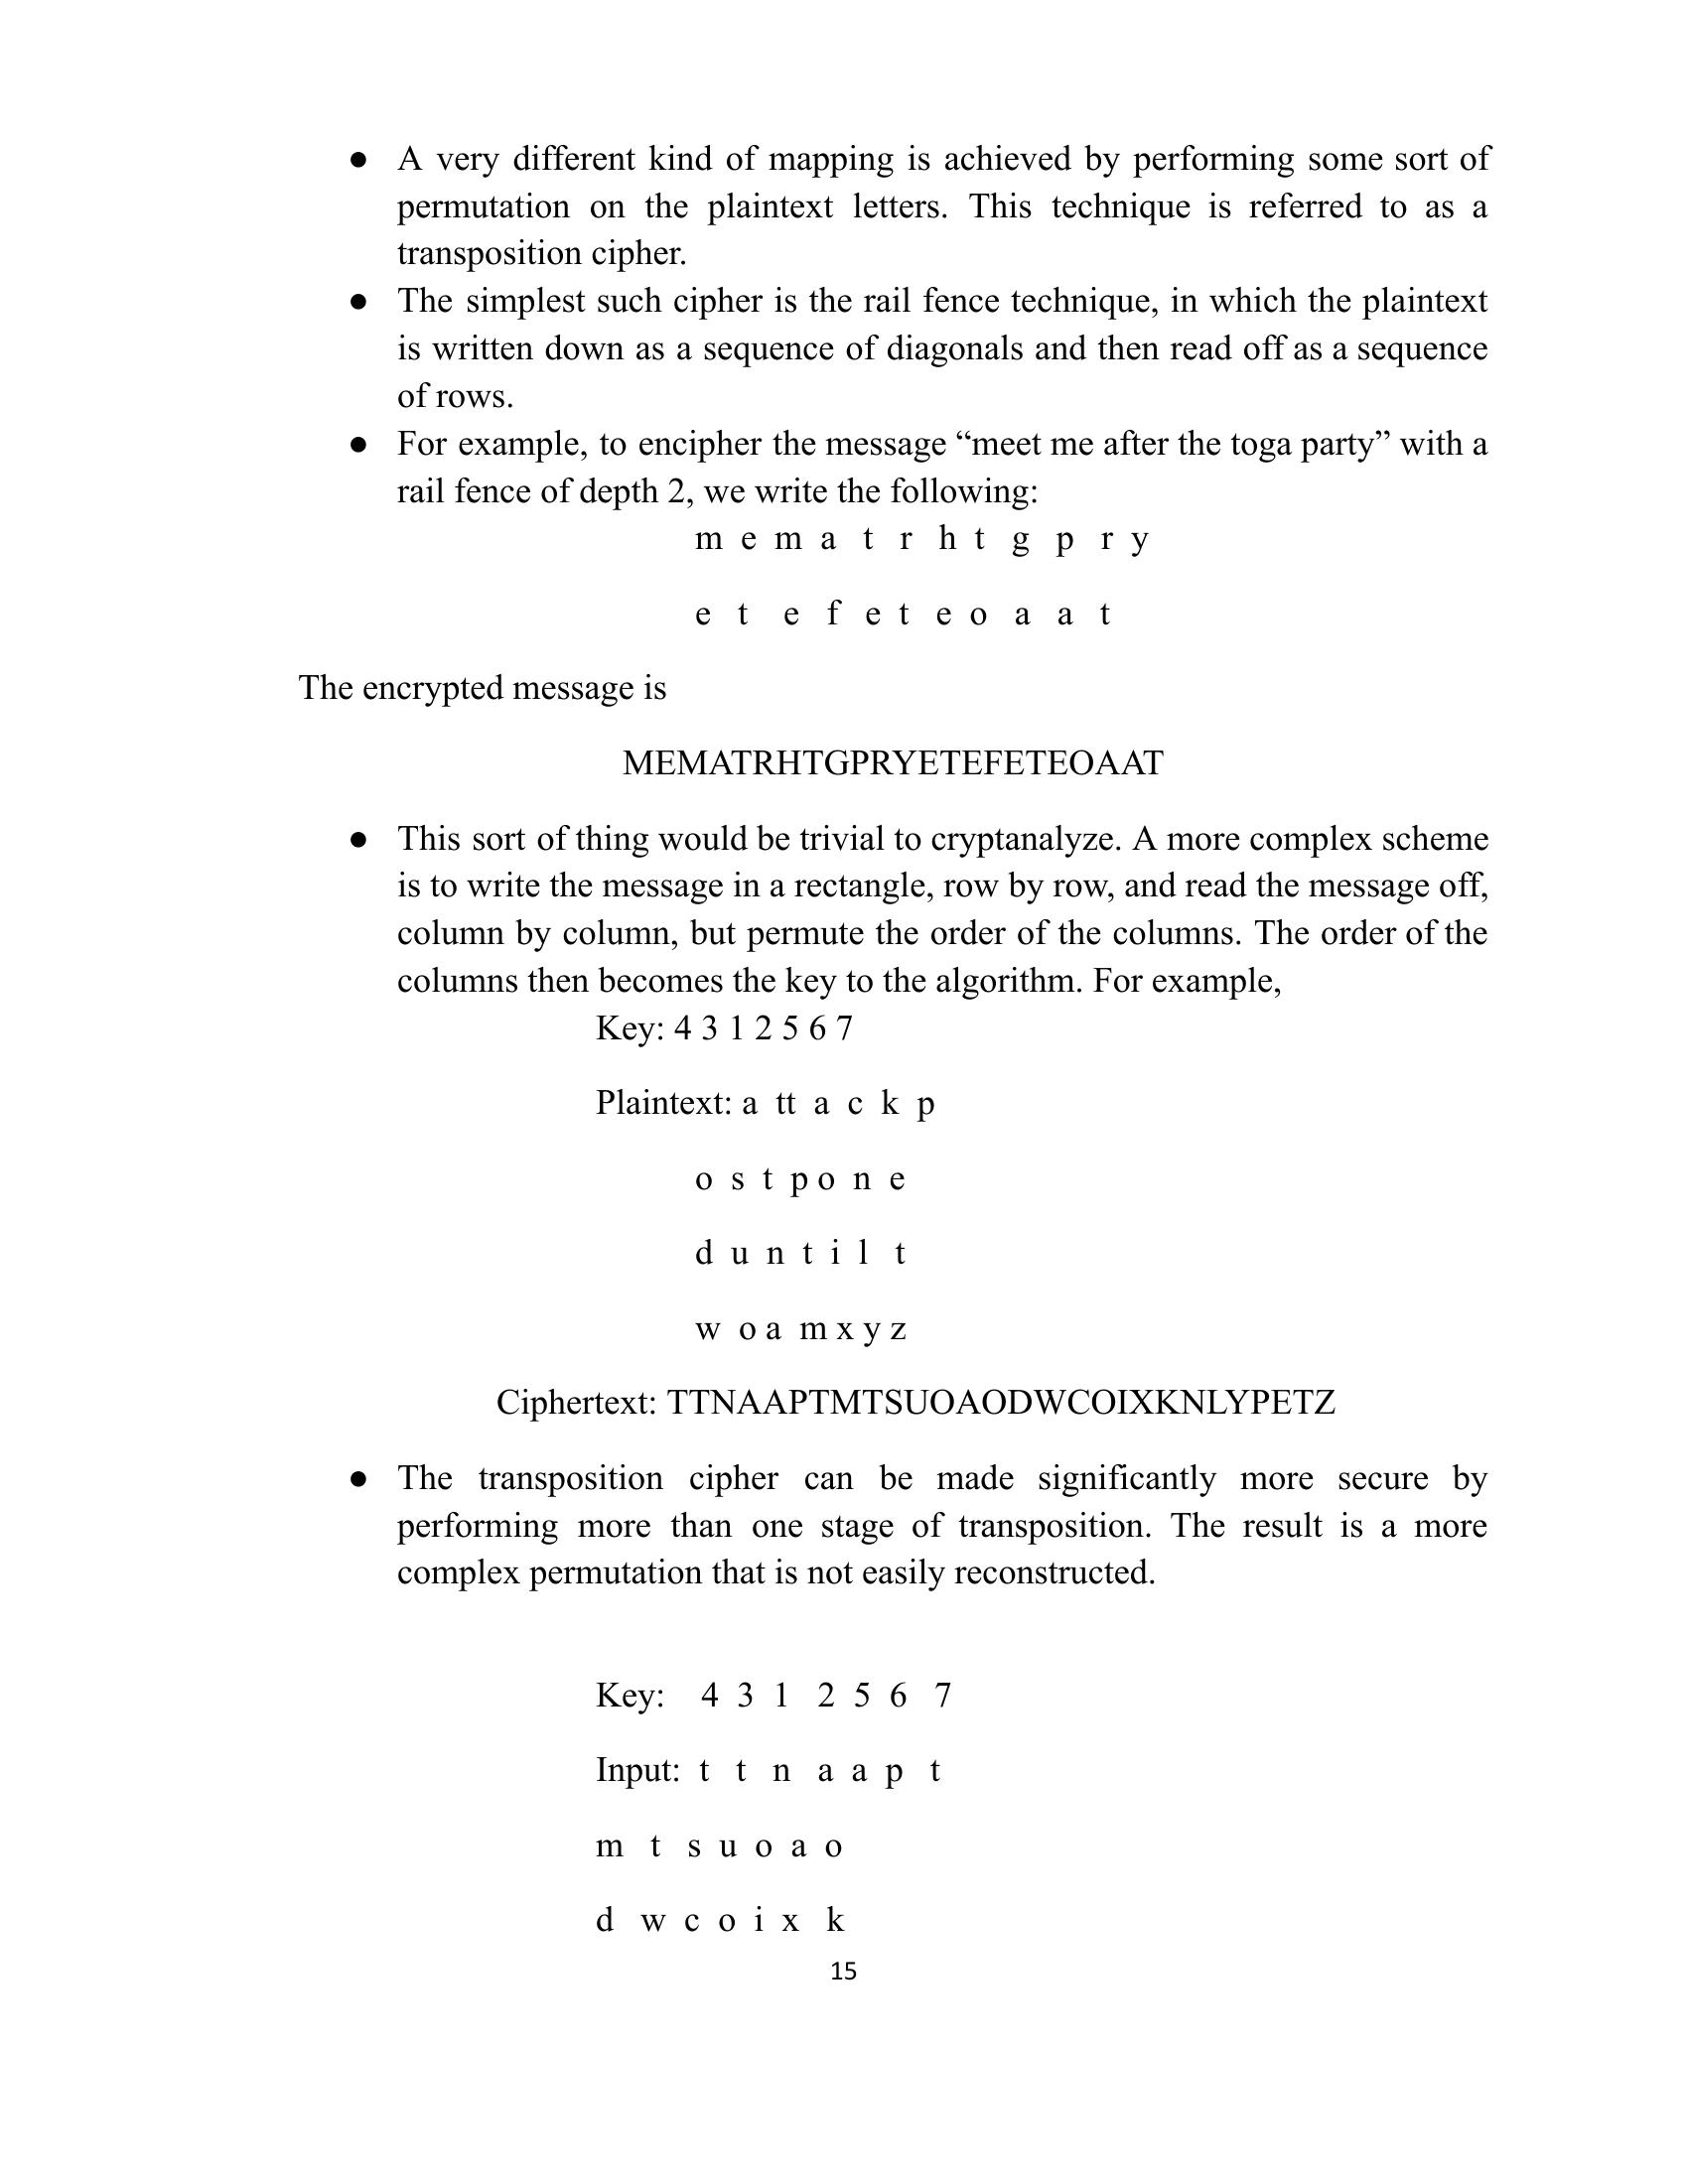 ● A very different kind of mapping is achieved by performing some sort of
permutation on the plaintext letters. This technique is referred to as a
transposition cipher.
● The simplest such cipher is the rail fence technique, in which the plaintext
is written down as a sequence of diagonals and then read off as a sequence
of rows.
● For example, to encipher the message “meet me after the toga party” with a
rail fence of depth 2, we write the following:
m e m a t r h t g p r y
e t e f e t e o a a t
The encrypted message is
MEMATRHTGPRYETEFETEOAAT
● This sort of thing would be trivial to cryptanalyze. A more complex scheme
is to write the message in a rectangle, row by row, and read the message off,
column by column, but permute the order of the columns. The order of the
columns then becomes the key to the algorithm. For example,
Key: 4 3 1 2 5 6 7
Plaintext: a tt a c k p
o s t p o n e
d u n t i l t
w o a m x y z
Ciphertext: TTNAAPTMTSUOAODWCOIXKNLYPETZ
● The transposition cipher can be made significantly more secure by
performing more than one stage of transposition. The result is a more
complex permutation that is not easily reconstructed.
Key: 4 3 1 2 5 6 7
Input: t t n a a p t
m t s u o a o
d w c o i x k
15